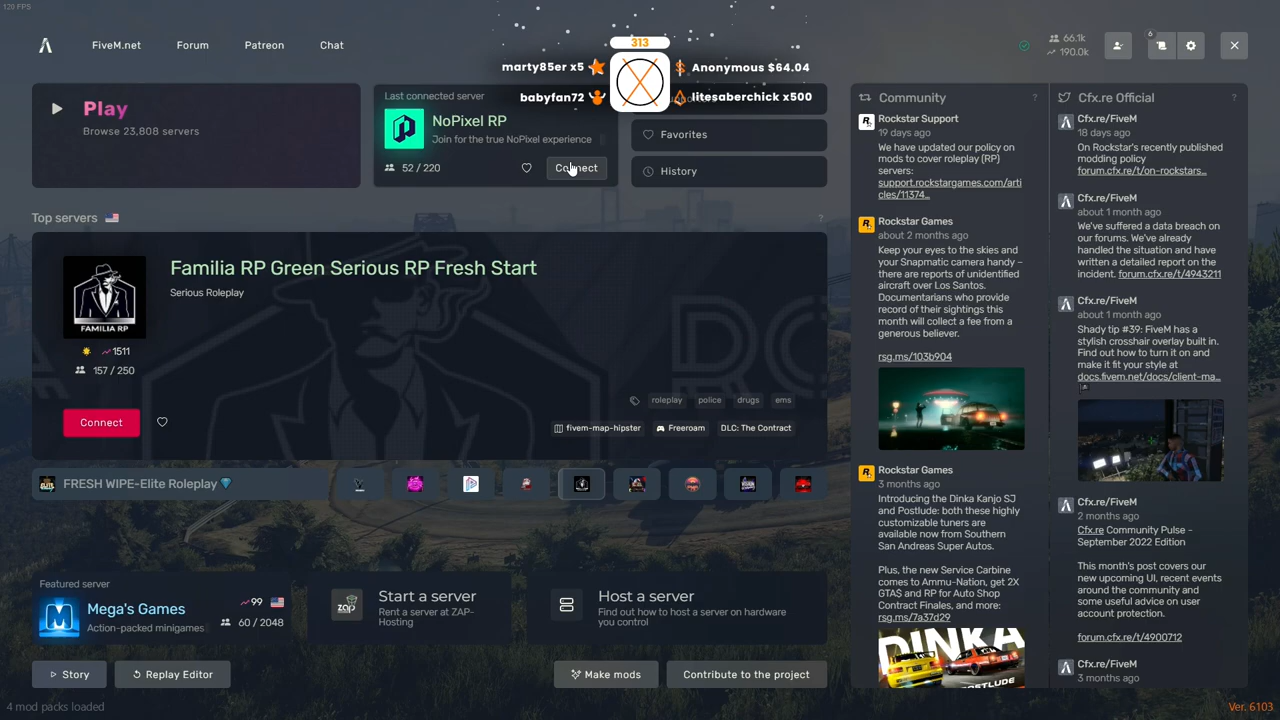 120 FPS
FiveM.net
Forum
Patreon
Chat
313
marty85er x5
$ Anonymous $64.04
babyfan72
litesaberchick x500
66.1k
190.0k
6
Play
Browse 23,808 servers
Last connected server
NoPixel RP
Join for the true NoPixel experience
52 / 220
Connect
Favorites
History
Top servers
?
Familia RP Green Serious RP Fresh Start
Serious Roleplay
FAMILIA RP
1511
157 / 250
Connect
roleplay
police
drugs
ems
fivem-map-hipster
Freeroam
DLC: The Contract
FRESH WIPE-Elite Roleplay
Featured server
Mega's Games
Action-packed minigames
99
60 / 2048
ZAP
Start a server
Rent a server at ZAP-
Hosting
Host a server
Find out how to host a server on hardware
you control
Story
Replay Editor
Make mods
Contribute to the project
4 mod packs loaded
Community
?
Rockstar Support
19 days ago
We have updated our policy on
mods to cover roleplay (RP)
servers:
support.rockstargames.com/arti
cles/11374…
Rockstar Games
about 2 months ago
Keep your eyes to the skies and
your Snapmatic camera handy –
there are reports of unidentified
aircraft over Los Santos.
Documentarians who provide
record of their sightings this
month will collect a fee from a
generous believer.
rsg.ms/103b904
Rockstar Games
3 months ago
Introducing the Dinka Kanjo SJ
and Postlude: both these highly
customizable tuners are
available now from Southern
San Andreas Super Autos.
Plus, the new Service Carbine
comes to Ammu-Nation, get 2X
GTA$ and RP for Auto Shop
Contract Finales, and more:
rsg.ms/7a37d29
DINKA
POSTLUDE
Cfx.re Official
?
Cfx.re/FiveM
18 days ago
On Rockstar's recently published
modding policy
forum.cfx.re/t/on-rockstars…
Cfx.re/FiveM
about 1 month ago
We've suffered a data breach on
our forums. We've already
handled the situation and have
written a detailed report on the
incident. forum.cfx.re/t/4943211
Cfx.re/FiveM
about 1 month ago
Shady tip #39: FiveM has a
stylish crosshair overlay built in.
Find out how to turn it on and
make it fit your style at
docs.fivem.net/docs/client-ma…
Cfx.re/FiveM
2 months ago
Cfx.re Community Pulse –
September 2022 Edition
This month's post covers our
new upcoming UI, recent events
around the community and
some useful advice on user
account protection.
forum.cfx.re/t/4900712
Cfx.re/FiveM
3 months ago
Ver. 6103